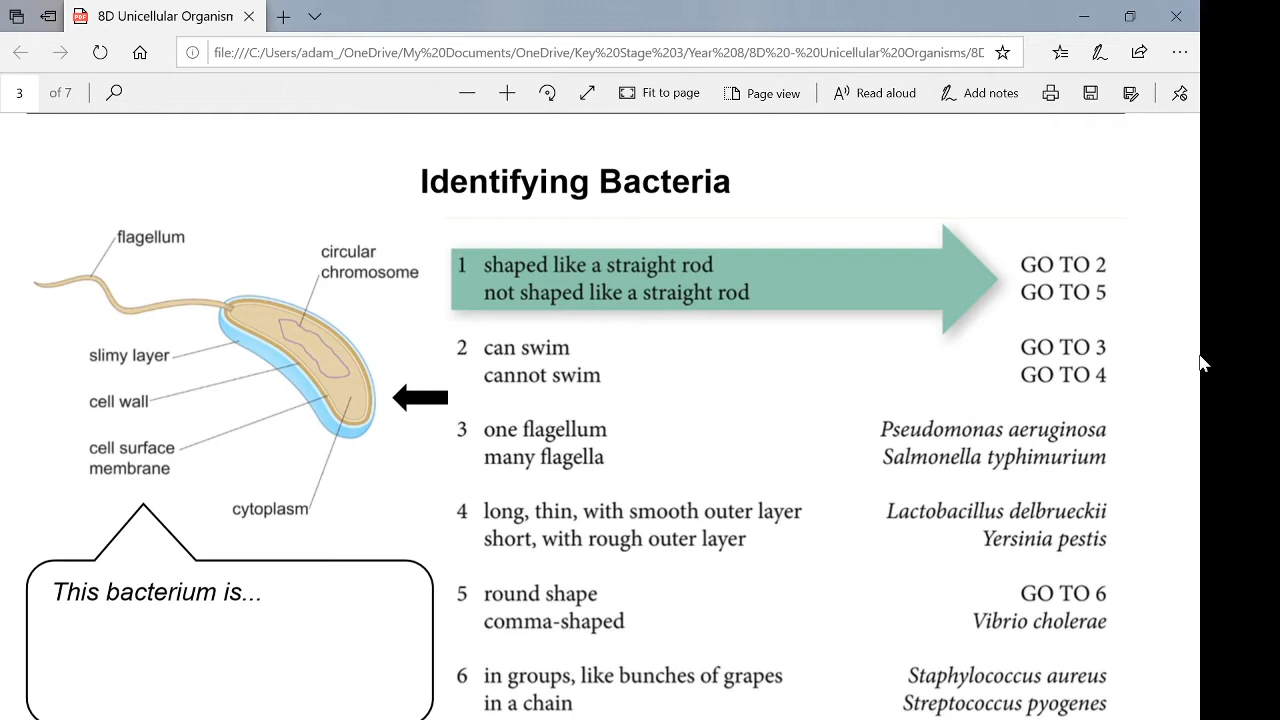 8D Unicellular Organism
file:///C:/Users/adam_/OneDrive/My%20Documents/OneDrive/Key%20Stage%203/Year%208/8D%20-%20Unicellular%20Organisms/8D
3 of 7
Fit to page
Page view
Read aloud
Add notes
Identifying Bacteria
flagellum
circular
chromosome
slimy layer
cell wall
cell surface
membrane
cytoplasm
This bacterium is...
1 shaped like a straight rod GO TO 2
not shaped like a straight rod GO TO 5
2 can swim GO TO 3
cannot swim GO TO 4
3 one flagellum Pseudomonas aeruginosa
many flagella Salmonella typhimurium
4 long, thin, with smooth outer layer Lactobacillus delbrueckii
short, with rough outer layer Yersinia pestis
5 round shape GO TO 6
comma-shaped Vibrio cholerae
6 in groups, like bunches of grapes Staphylococcus aureus
in a chain Streptococcus pyogenes